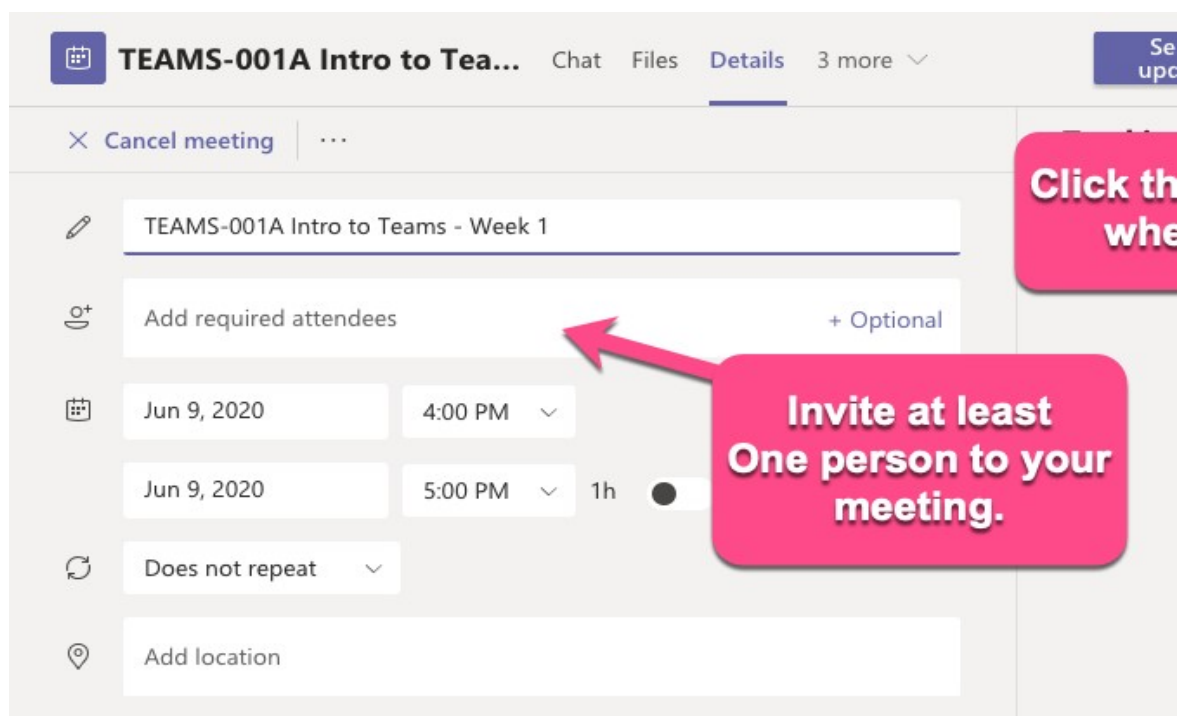 TEAMS-001A Intro to Tea... Chat Files Details 3 more
Cancel meeting ...
Click
TEAMS-001A Intro to Teams - Week 1
Add required attendees + Optional
Jun 9, 2020 4:00 PM
Invite at least
One person to your
meeting.
Jun 9, 2020 5:00 PM 1h
Does not repeat
Add location